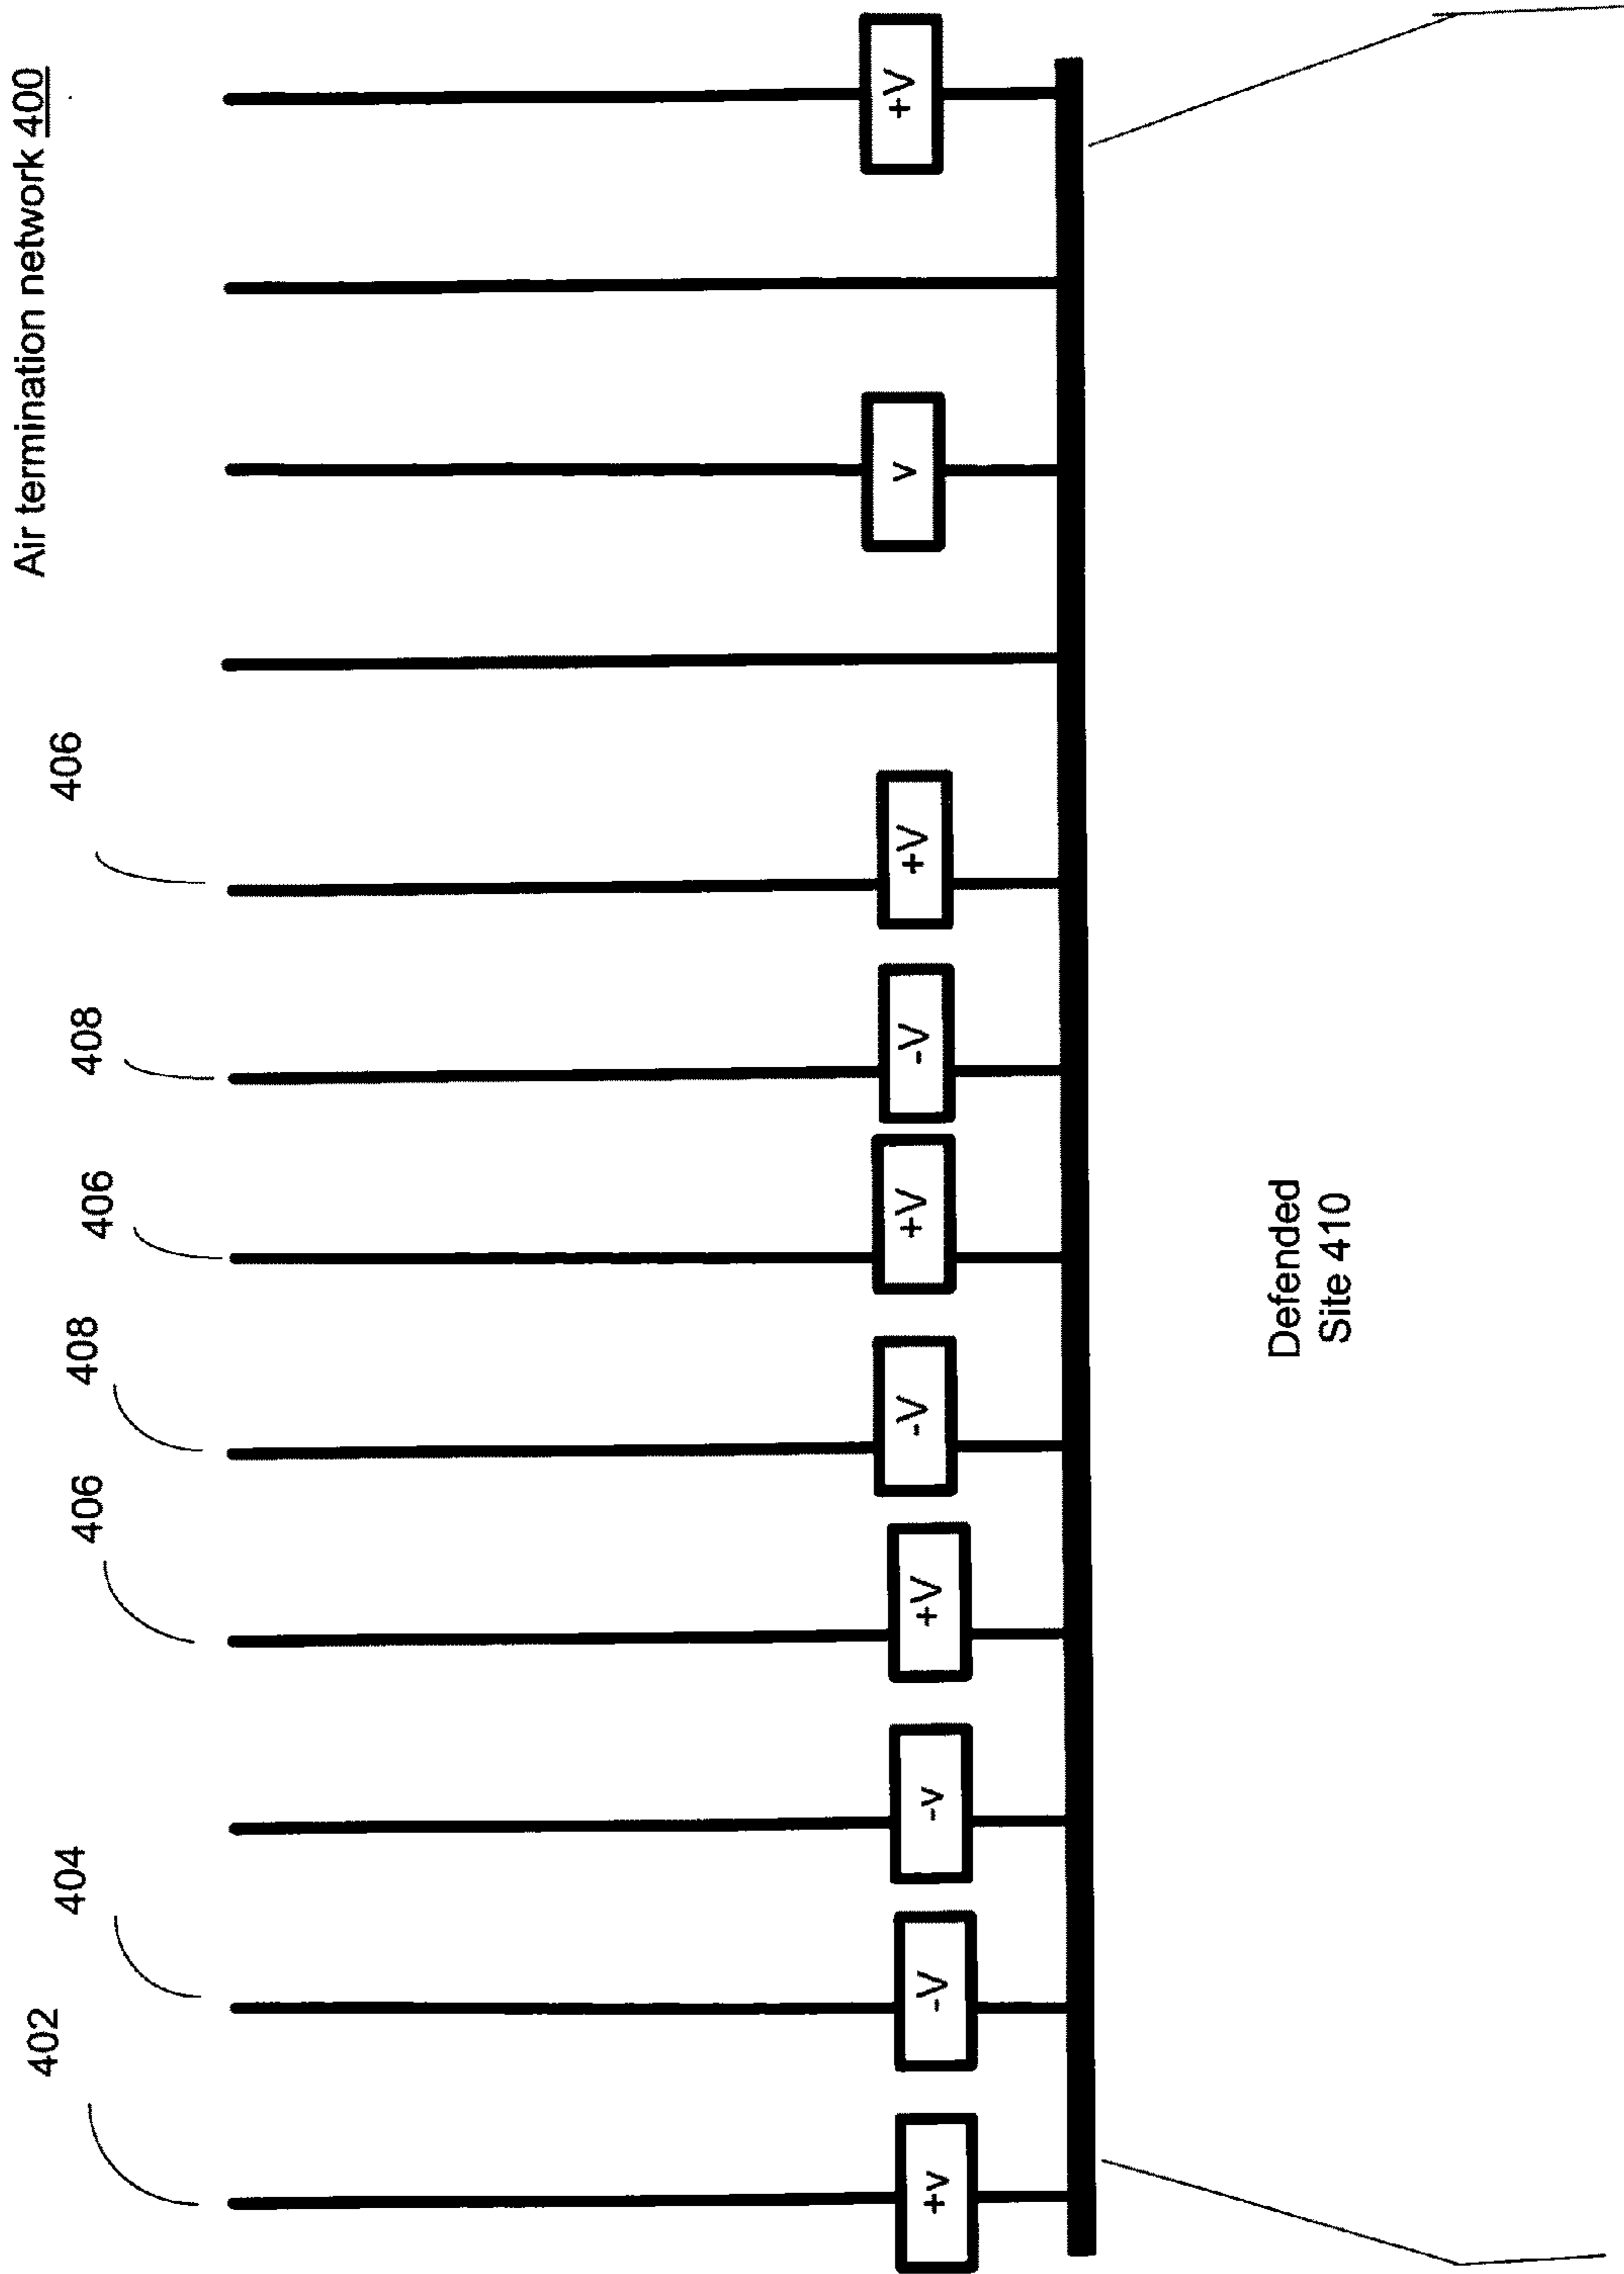 Air termination network 400
402
404
406
408
406
408
406
+v
-V
-v
+V
-V
+V
-V
+V
v
+V
Defended
Site 410